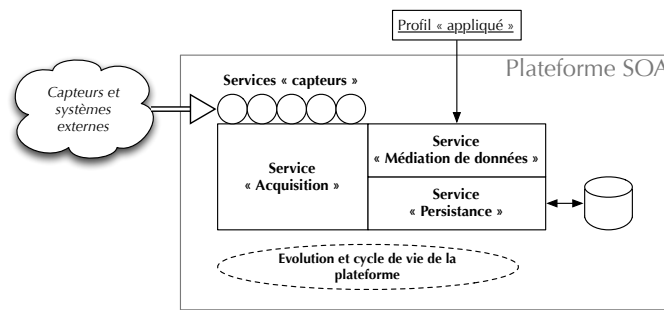 Profil « appliqué »
Plateforme SOA
Services « capteurs »
Capteurs et
systèmes
externes
Service
« Médiation de données »
Service
« Acquisition »
Service
« Persistance »
Evolution et cycle de vie de la
plateforme